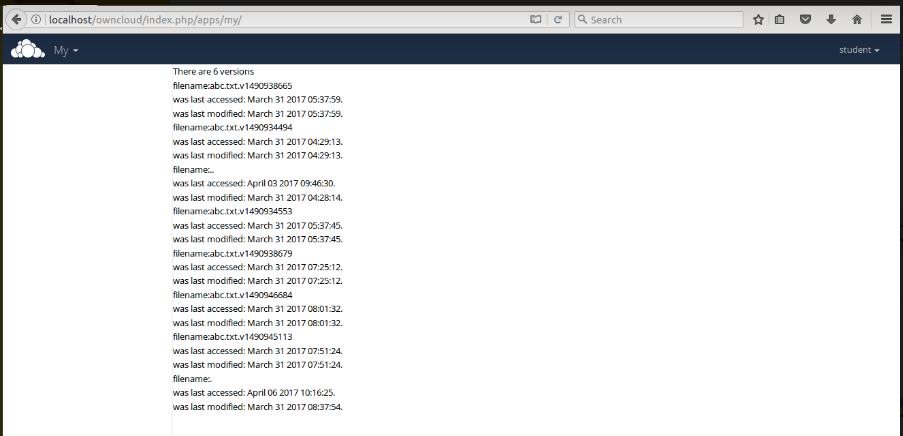 localhost/owncloud/index.php/apps/my/
Search
My
student
There are 6 versions
filename:abc.txt.v1490938665
was last accessed: March 31 2017 05:37:59.
was last modified: March 31 2017 05:37:59.
filename:abc.txt.v1490934494
was last accessed: March 31 2017 04:29:13.
was last modified: March 31 2017 04:29:13.
filename:..
was last accessed: April 03 2017 09:46:30.
was last modified: March 31 2017 04:28:14.
filename:abc.txt.v1490934553
was last accessed: March 31 2017 05:37:45.
was last modified: March 31 2017 05:37:45.
filename:abc.txt.v1490938679
was last accessed: March 31 2017 07:25:12.
was last modified: March 31 2017 07:25:12.
filename:abc.txt.v1490946684
was last accessed: March 31 2017 08:01:32.
was last modified: March 31 2017 08:01:32.
filename:abc.txt.v1490945113
was last accessed: March 31 2017 07:51:24.
was last modified: March 31 2017 07:51:24.
filename:.
was last accessed: April 06 2017 10:16:25.
was last modified: March 31 2017 08:37:54.